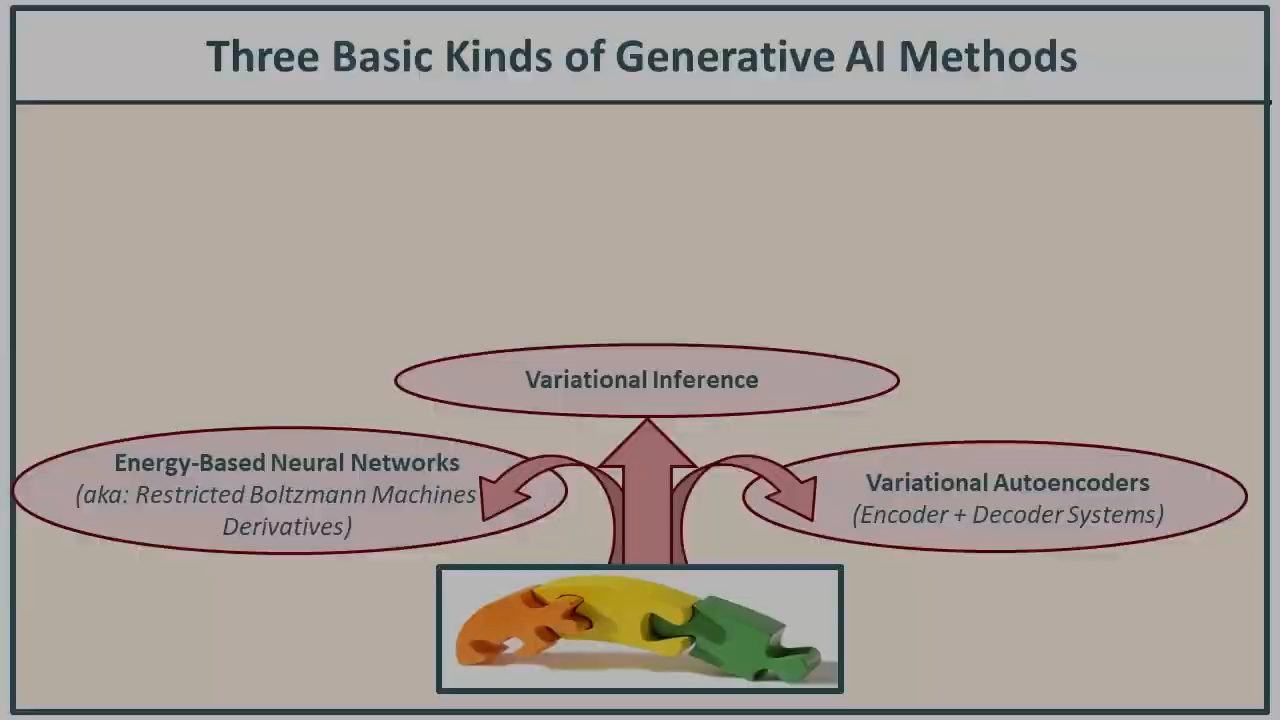 Three Basic Kinds of Generative AI Methods
Variational Inference
Energy-Based Neural Networks
(aka: Restricted Boltzmann Machines
Derivatives)
Variational Autoencoders
(Encoder + Decoder Systems)